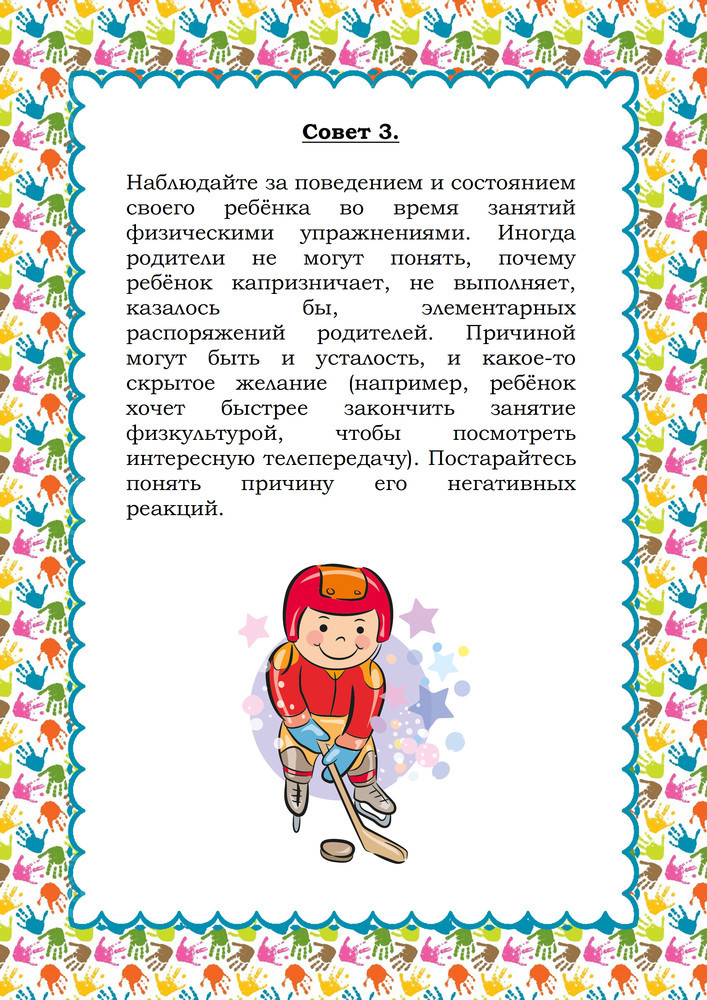 Совет 3.
Наблюдайте за поведением и состоянием
своего ребёнка во время занятий
физическими упражнениями. Иногда
родители не могут понять, почему
ребёнок капризничает, не выполняет,
казалось бы, элементарных
распоряжений родителей. Причиной
могут быть и усталость, и какое-то
скрытое желание (например, ребёнок
хочет быстрее закончить занятие
физкультурой, чтобы посмотреть
интересную телепередачу). Постарайтесь
понять причину его негативных
реакций.